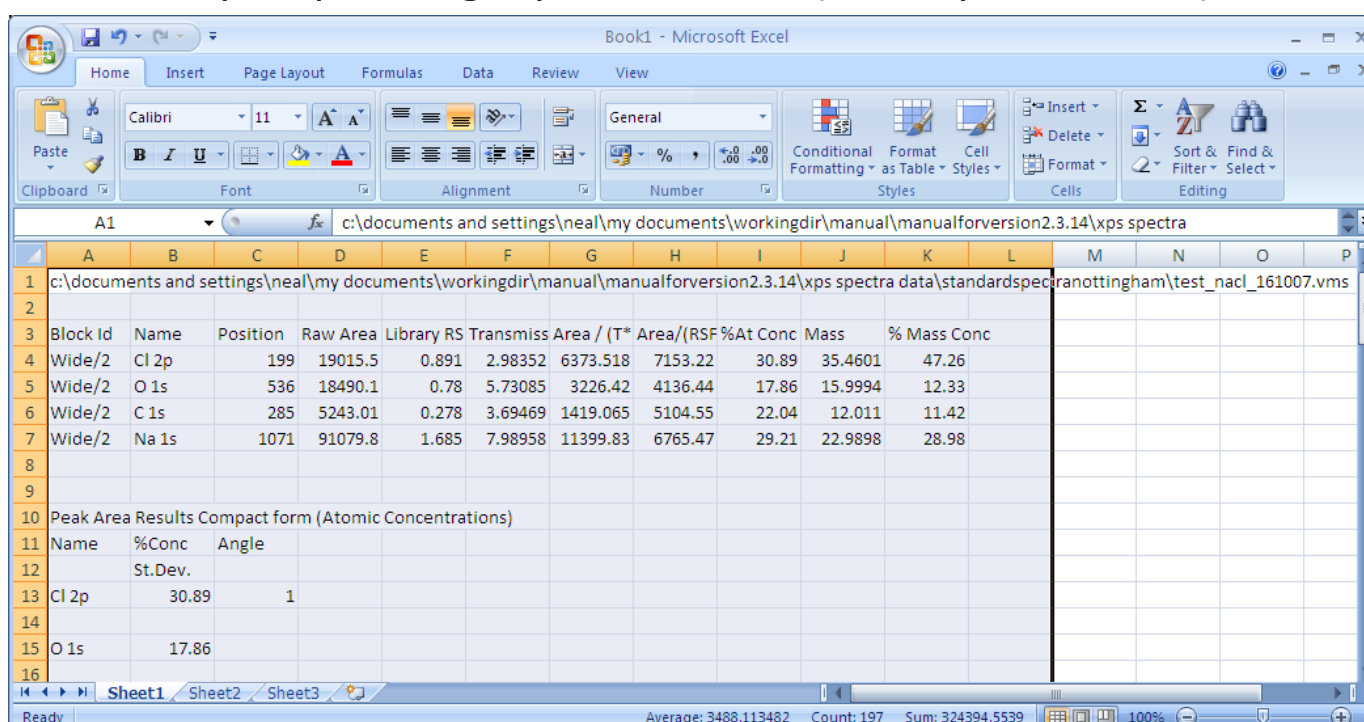 Book1 - Microsoft Excel
Home Insert Page Layout Formulas Data Review View
Calibri 11 A A General Σ Insert
Paste B I U A % , Conditional Format Cell Delete Sort & Find &
Formatting as Table Styles Format Filter Select
Clipboard Font Alignment Number Styles Cells Editing
A1 fx c:\documents and settings\neal\my documents\workingdir\manual\manualforversion2.3.14\xps spectra
A B C D E F G H I J K L M N O P
1 c:\documents and settings\neal\my documents\workingdir\manual\manualforversion2.3.14\xps spectra data\standardspectranottingham\test_nacl_161007.vms
2
3 Block Id Name Position Raw Area Library RS Transmiss Area / (T* Area/(RSF %At Conc Mass % Mass Conc
4 Wide/2 Cl 2p 199 19015.5 0.891 2.98352 6373.518 7153.22 30.89 35.4601 47.26
5 Wide/2 O 1s 536 18490.1 0.78 5.73085 3226.42 4136.44 17.86 15.9994 12.33
6 Wide/2 C 1s 285 5243.01 0.278 3.69469 1419.065 5104.55 22.04 12.011 11.42
7 Wide/2 Na 1s 1071 91079.8 1.685 7.98958 11399.83 6765.47 29.21 22.9898 28.98
8
9
10 Peak Area Results Compact form (Atomic Concentrations)
11 Name %Conc Angle
12 St.Dev.
13 Cl 2p 30.89 1
14
15 O 1s 17.86
16
Sheet1 Sheet2 Sheet3
Ready Average: 3488.113482 Count: 197 Sum: 324394.5539 100%